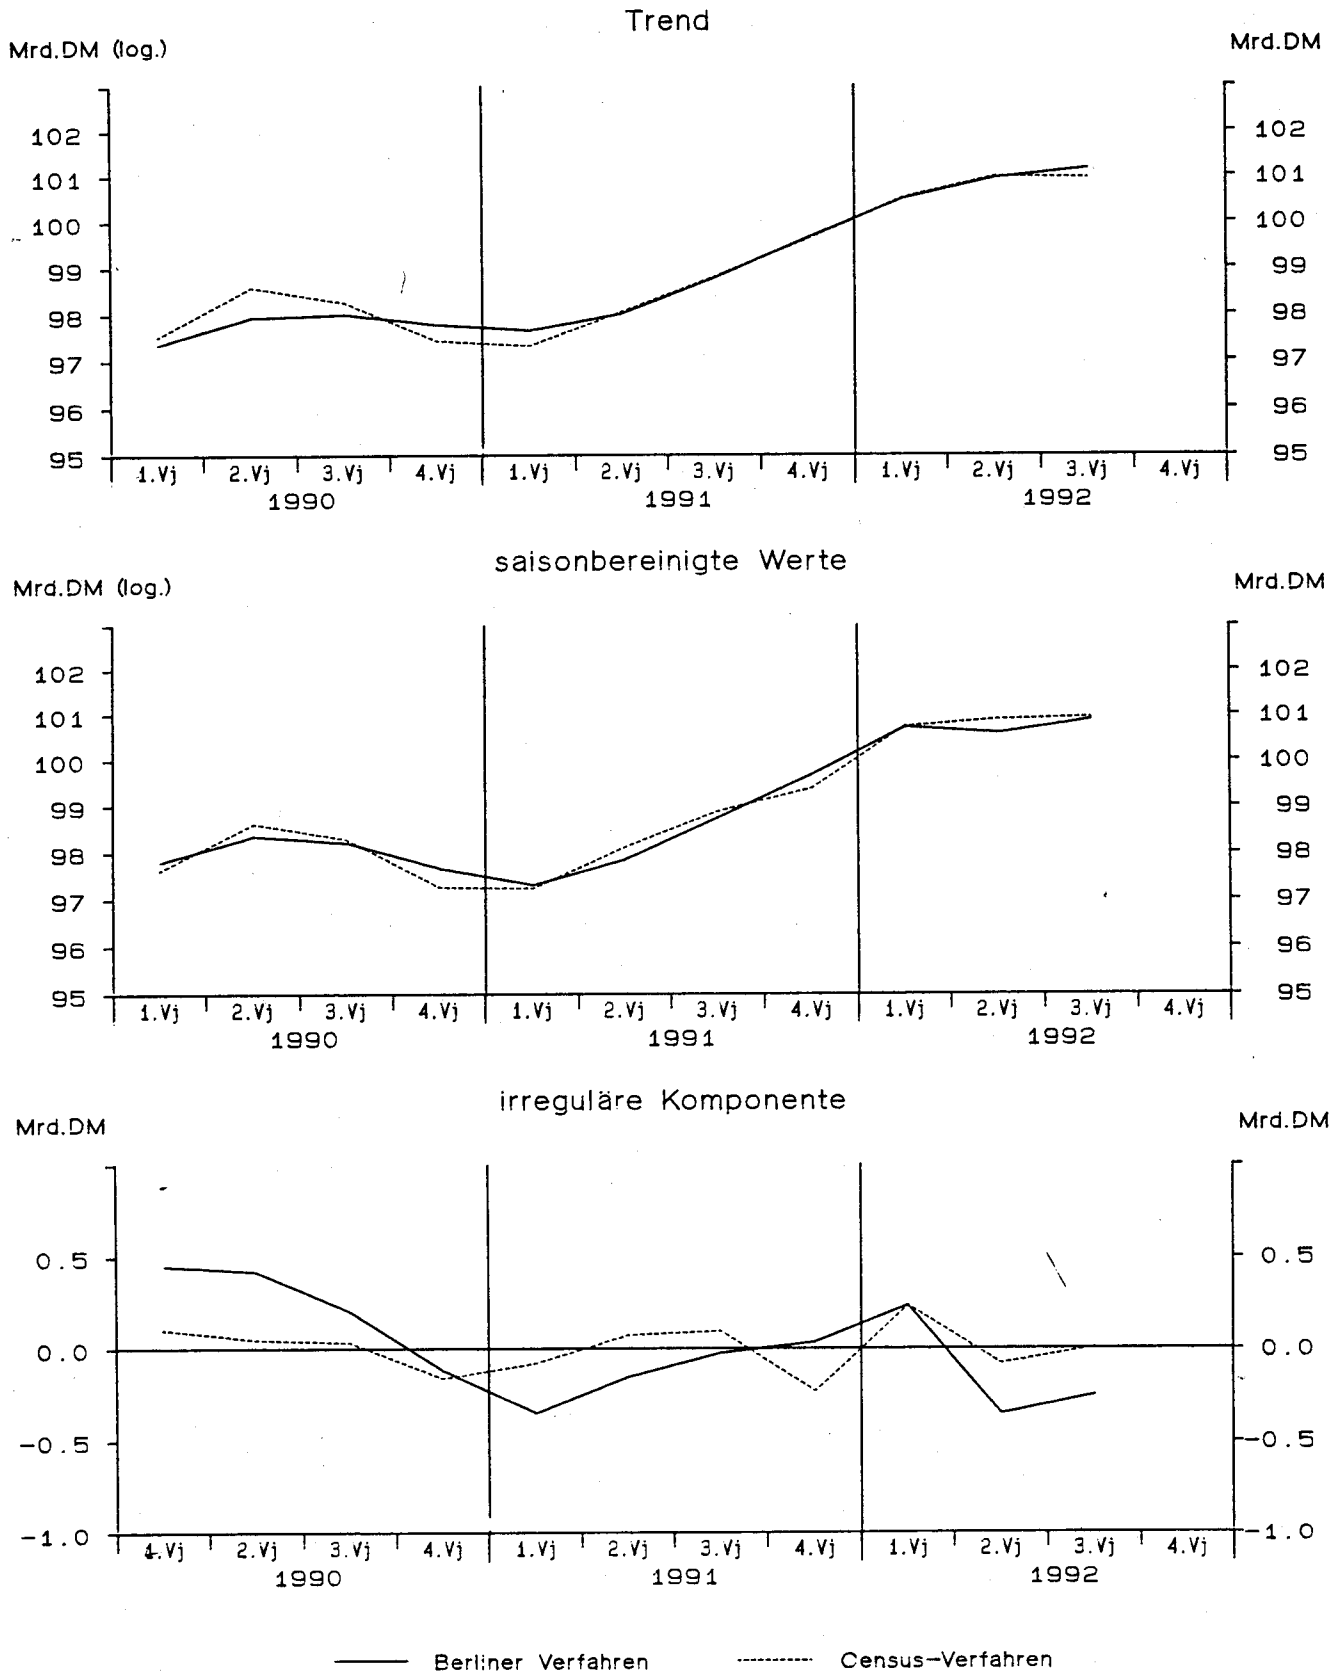 Trend
Mrd.DM (log.) Mrd.DM
102 102
101 101
100 100
99 99
98 98
97 97
96 96
95 95
1.Vj 2.Vj 3.Vj 4.Vj 1.Vj 2.Vj 3.Vj 4.Vj 1.Vj 2.Vj 3.Vj 4.Vj
1990 1991 1992
saisonbereinigte Werte
Mrd.DM (log.) Mrd.DM
102 102
101 101
100 100
99 99
98 98
97 97
96 96
95 95
1.Vj 2.Vj 3.Vj 4.Vj 1.Vj 2.Vj 3.Vj 4.Vj 1.Vj 2.Vj 3.Vj 4.Vj
1990 1991 1992
irreguläre Komponente
Mrd.DM Mrd.DM
0.5 0.5
0.0 0.0
-0.5 -0.5
-1.0 -1.0
1.Vj 2.Vj 3.Vj 4.Vj 1.Vj 2.Vj 3.Vj 4.Vj 1.Vj 2.Vj 3.Vj 4.Vj
1990 1991 1992
Berliner Verfahren Census-Verfahren